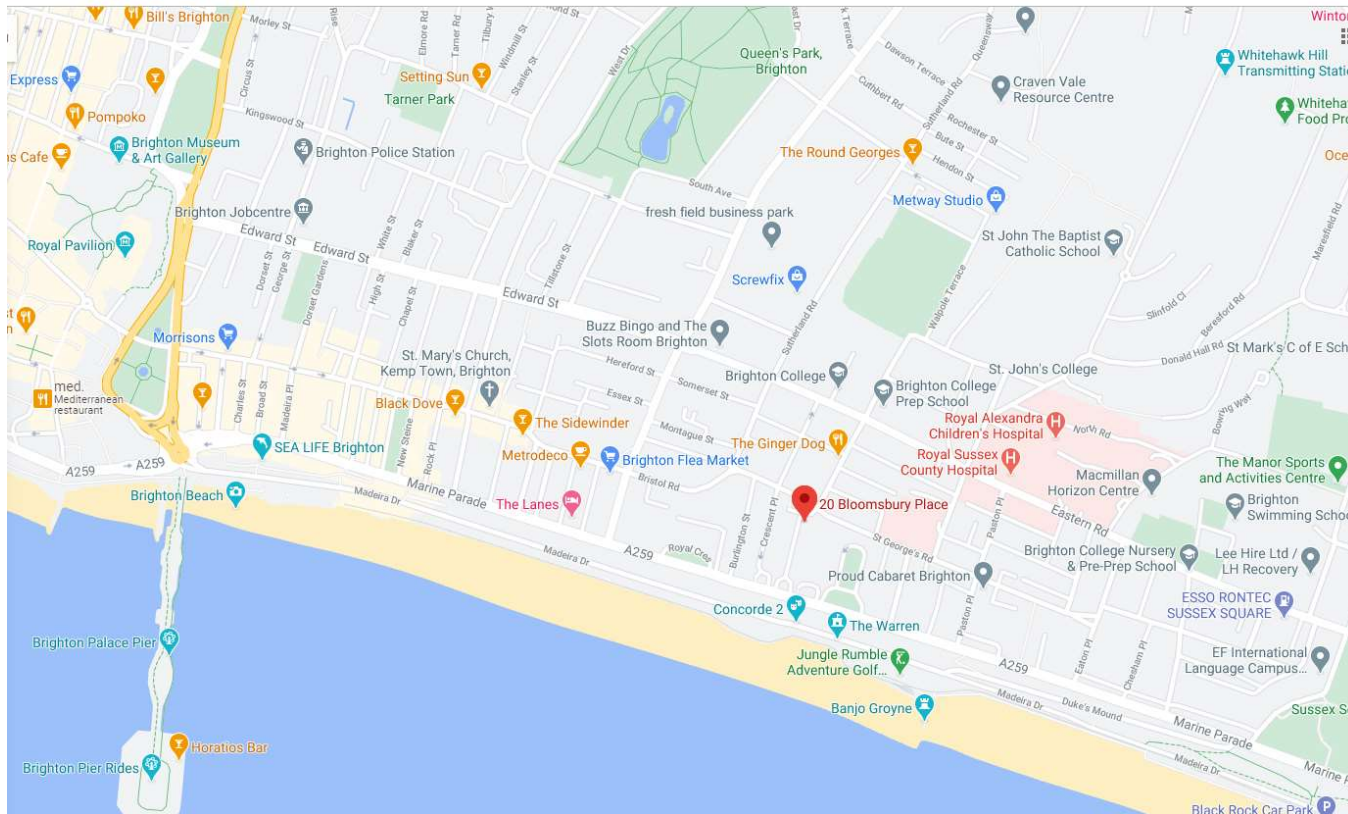 Bill's Brighton
Morley St
Circus St
Rise
Elmore Rd
Tarner Rd
Tilbury
Windmill St
Stanley St
West Dr
Winto
Queen's Park,
Brighton
Dawson Terrace
Queensway
Whitehawk Hill
Transmitting Stati
Express
Setting Sun
Tarner Park
Cuthbert Rd
Sutherland Rd
Craven Vale
Resource Centre
Pompoko
Kingswood St
Rochester St
Whiteha
Food Pro
Brighton Museum
& Art Gallery
Brighton Police Station
Bute St
Hendon St
The Round Georges
ns Cafe
Oce
South Ave
Metway Studio
Brighton Jobcentre
fresh field business park
Edward St
White St
Blaker St
Royal Pavilion
Edward St
St John The Baptist
Catholic School
Maresfield Rd
Dorset St
George St
Dorset Gardens
High St
Chapel St
Tillstone St
Screwfix
Walpole Terrace
Slinfold Cl
Beresford Rd
Edward St
Sutherland Rd
Buzz Bingo and The
Slots Room Brighton
Morrisons
St. Mary's Church,
Kemp Town, Brighton
Hereford St
Somerset St
Donald Hall Rd
St Mark's C of E Sch
St. John's College
Brighton College
Brighton College
Prep School
med.
Mediterranean
restaurant
Charles St
Broad St
Madeira Pl
Black Dove
Essex St
The Sidewinder
Montague St
The Ginger Dog
Royal Alexandra
Children's Hospital
North Rd
SEA LIFE Brighton
New Steine
Rock Pl
Metrodeco
Brighton Flea Market
Royal Sussex
County Hospital
The Manor Sports
and Activities Centre
A259
A259
Bristol Rd
Macmillan
Horizon Centre
Brighton Beach
Madeira Dr
Marine Parade
The Lanes
20 Bloomsbury Place
Paston Pl
Eastern Rd
Brighton
Swimming Schoo
Burlington St
Crescent Pl
A259
Royal Cres
Madeira Dr
St George's Rd
Brighton College Nursery
& Pre-Prep School
Lee Hire Ltd /
LH Recovery
Proud Cabaret Brighton
Concorde 2
The Warren
Paston Pl
ESSO RONTEC
SUSSEX SQUARE
Brighton Palace Pier
Jungle Rumble
Adventure Golf...
A259
Eaton Pl
Chesham Pl
EF International
Language Campus...
Banjo Groyne
Madeira Dr
Duke's Mound
Marine Parade
Sussex S
Horatios Bar
Brighton Pier Rides
Madeira Dr
Marine P
Black Rock Car Park